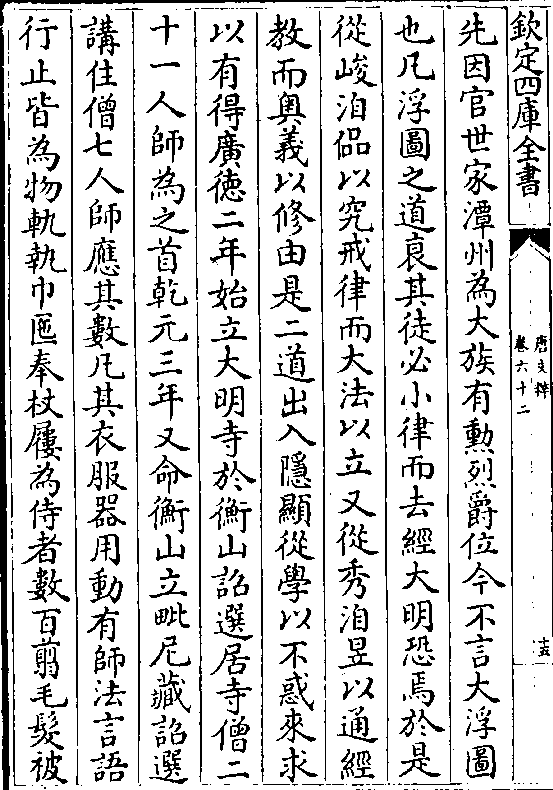 欽定四庫全書
唐文粹
卷六十二
十五
先因官世家潭州為大族有勲烈爵位今不言大浮圖
也凡浮圖之道衰其徒必小律而去經大明恐焉於是
從峻洎偘以究戒律而大法以立又從秀洎昱以通經
教而奥義以修由是二道出入隱顯從學以不惑來求
以有得廣徳二年始立大明寺於衡山詔選居寺僧二
十一人師為之首乾元三年又命衡山立毗尼藏詔選
講住僧七人師應其數凡其衣服器用動有師法言語
行止皆為物軌執巾匜奉杖屨為侍者數百翦毛髮被